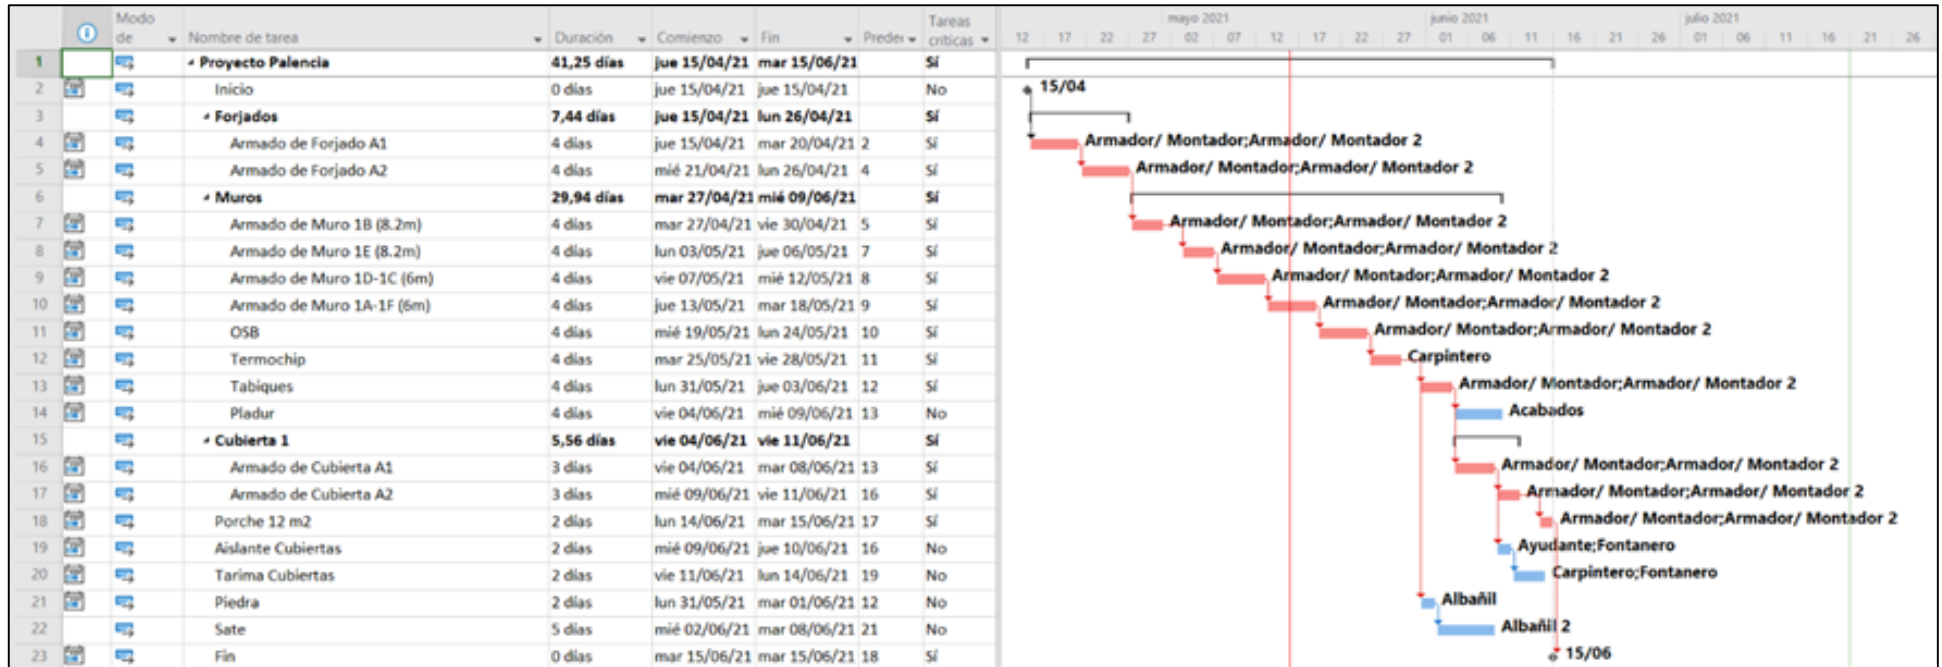 Modo de Nombre de tarea Duración Comienzo Fin Predec Tareas críticas
mayo 2021 junio 2021 julio 2021
12 17 22 27 02 07 12 17 22 27 01 06 11 16 21 26 01 06 11 16 21 26
1 Proyecto Palencia 41,25 días jue 15/04/21 mar 15/06/21 Sí
2 Inicio 0 días jue 15/04/21 jue 15/04/21 No 15/04
3 Forjados 7,44 días jue 15/04/21 lun 26/04/21 Sí
4 Armado de Forjado A1 4 días jue 15/04/21 mar 20/04/21 2 Sí Armador/ Montador;Armador/ Montador 2
5 Armado de Forjado A2 4 días mié 21/04/21 lun 26/04/21 4 Sí Armador/ Montador;Armador/ Montador 2
6 Muros 29,94 días mar 27/04/21 mié 09/06/21 Sí
7 Armado de Muro 1B (8.2m) 4 días mar 27/04/21 vie 30/04/21 5 Sí Armador/ Montador;Armador/ Montador 2
8 Armado de Muro 1E (8.2m) 4 días lun 03/05/21 jue 06/05/21 7 Sí Armador/ Montador;Armador/ Montador 2
9 Armado de Muro 1D-1C (6m) 4 días vie 07/05/21 mié 12/05/21 8 Sí Armador/ Montador;Armador/ Montador 2
10 Armado de Muro 1A-1F (6m) 4 días jue 13/05/21 mar 18/05/21 9 Sí Armador/ Montador;Armador/ Montador 2
11 OSB 4 días mié 19/05/21 lun 24/05/21 10 Sí Armador/ Montador;Armador/ Montador 2
12 Termochip 4 días mar 25/05/21 vie 28/05/21 11 Sí Carpintero
13 Tabiques 4 días lun 31/05/21 jue 03/06/21 12 Sí Armador/ Montador;Armador/ Montador 2
14 Pladur 4 días vie 04/06/21 mié 09/06/21 13 No Acabados
15 Cubierta 1 5,56 días vie 04/06/21 vie 11/06/21 Sí
16 Armado de Cubierta A1 3 días vie 04/06/21 mar 08/06/21 13 Sí Armador/ Montador;Armador/ Montador 2
17 Armado de Cubierta A2 3 días mié 09/06/21 vie 11/06/21 16 Sí Armador/ Montador;Armador/ Montador 2
18 Porche 12 m2 2 días lun 14/06/21 mar 15/06/21 17 Sí Armador/ Montador;Armador/ Montador 2
19 Aislante Cubiertas 2 días mié 09/06/21 jue 10/06/21 16 No Ayudante;Fontanero
20 Tarima Cubiertas 2 días vie 11/06/21 lun 14/06/21 19 No Carpintero;Fontanero
21 Piedra 2 días lun 31/05/21 mar 01/06/21 12 No Albañil
22 Sate 5 días mié 02/06/21 mar 08/06/21 21 No Albañil 2
23 Fin 0 días mar 15/06/21 mar 15/06/21 18 Sí 15/06